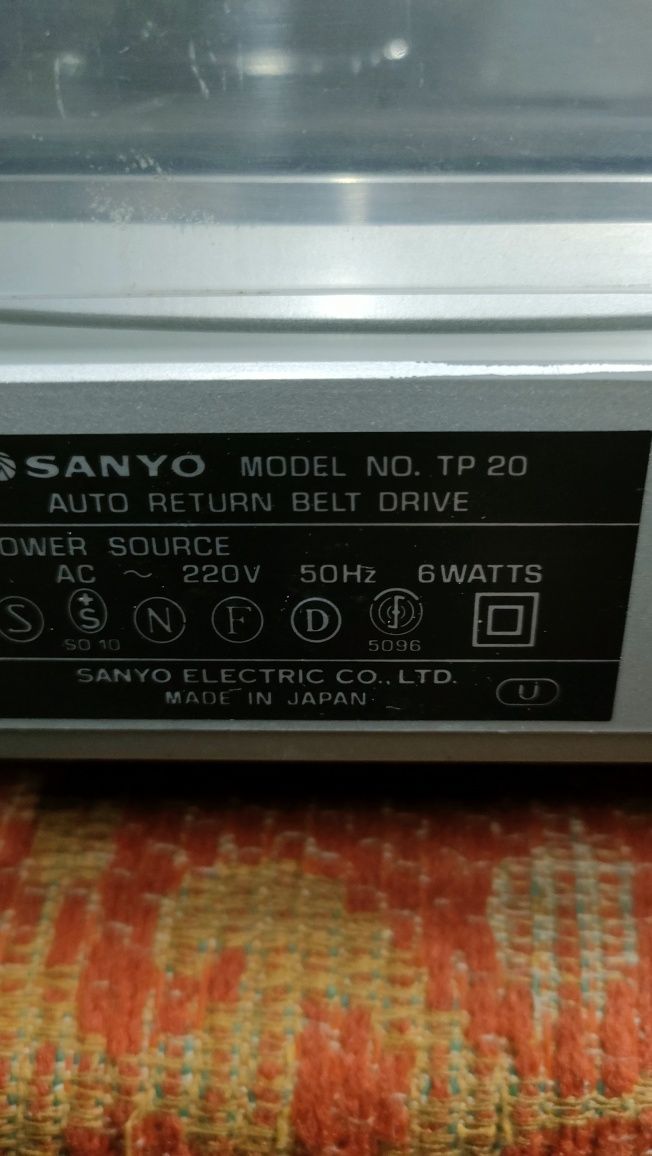 SANYO MODEL NO. TP 20
AUTO RETURN BELT DRIVE
OWER SOURCE
AC ~ 220V 50Hz 6WATTS
S +S N F D
SO 10 5096
SANYO ELECTRIC CO., LTD.
MADE IN JAPAN
U